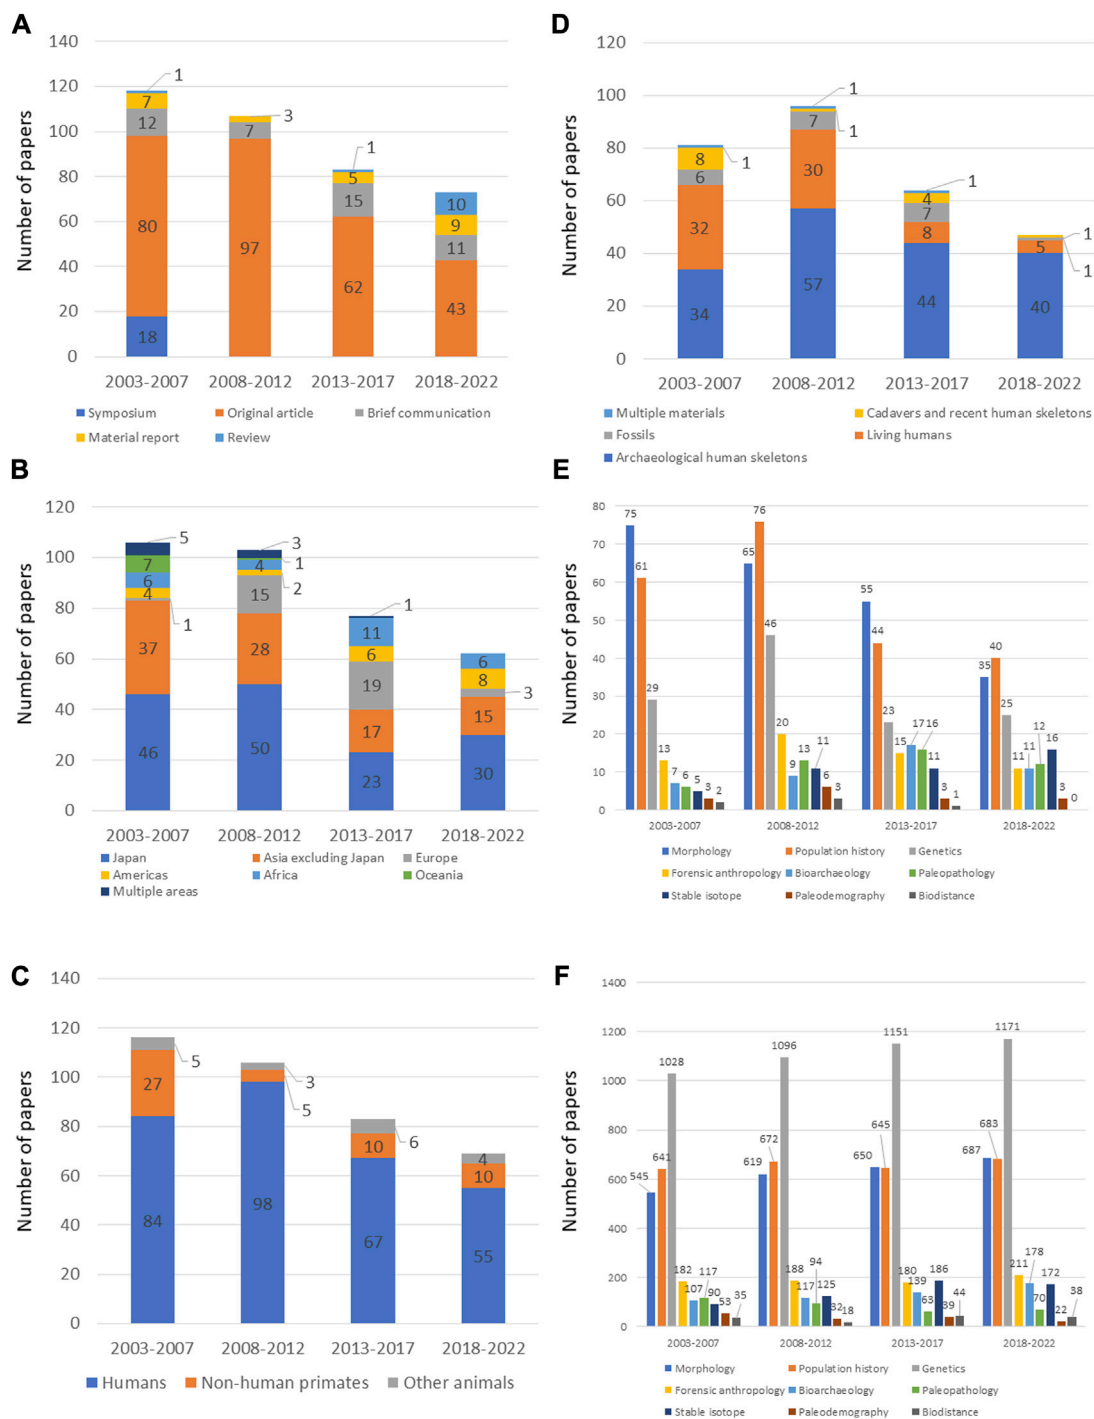 A
Number of papers
140
120
100
80
60
40
20
0
1
7
12
80
18
3
7
97
1
5
15
62
10
9
11
43
2003-2007 2008-2012 2013-2017 2018-2022
Symposium Original article Brief communication
Material report Review
B
Number of papers
120
100
80
60
40
20
0
5
7
6
4
1
37
46
3
1
4
2
15
28
50
1
11
6
19
17
23
6
8
3
15
30
2003-2007 2008-2012 2013-2017 2018-2022
Japan Asia excluding Japan Europe
Americas Africa Oceania
Multiple areas
C
Number of papers
140
120
100
80
60
40
20
0
5
27
84
3
5
98
6
10
67
4
10
55
2003-2007 2008-2012 2013-2017 2018-2022
Humans Non-human primates Other animals
D
Number of papers
120
100
80
60
40
20
0
1
8
6
32
34
1
1
7
30
57
1
4
7
8
44
1
1
5
40
2003-2007 2008-2012 2013-2017 2018-2022
Multiple materials Cadavers and recent human skeletons
Fossils Living humans
Archaeological human skeletons
E
Number of papers
80
70
60
50
40
30
20
10
0
75 61 29 13 7 6 5 3 2
65 76 46 20 9 13 11 6 3
55 44 23 15 17 16 11 3 1
35 40 25 11 11 12 16 3 0
2003-2007 2008-2012 2013-2017 2018-2022
Morphology Population history Genetics
Forensic anthropology Bioarchaeology Paleopathology
Stable isotope Paleodemography Biodistance
F
Number of papers
1400
1200
1000
800
600
400
200
0
545 641 1028 182 107 117 90 53 35
619 672 1096 188 117 94 125 32 18
650 645 1151 180 139 63 186 39 44
687 683 1171 211 178 70 172 22 38
2003-2007 2008-2012 2013-2017 2018-2022
Morphology Population history Genetics
Forensic anthropology Bioarchaeology Paleopathology
Stable isotope Paleodemography Biodistance